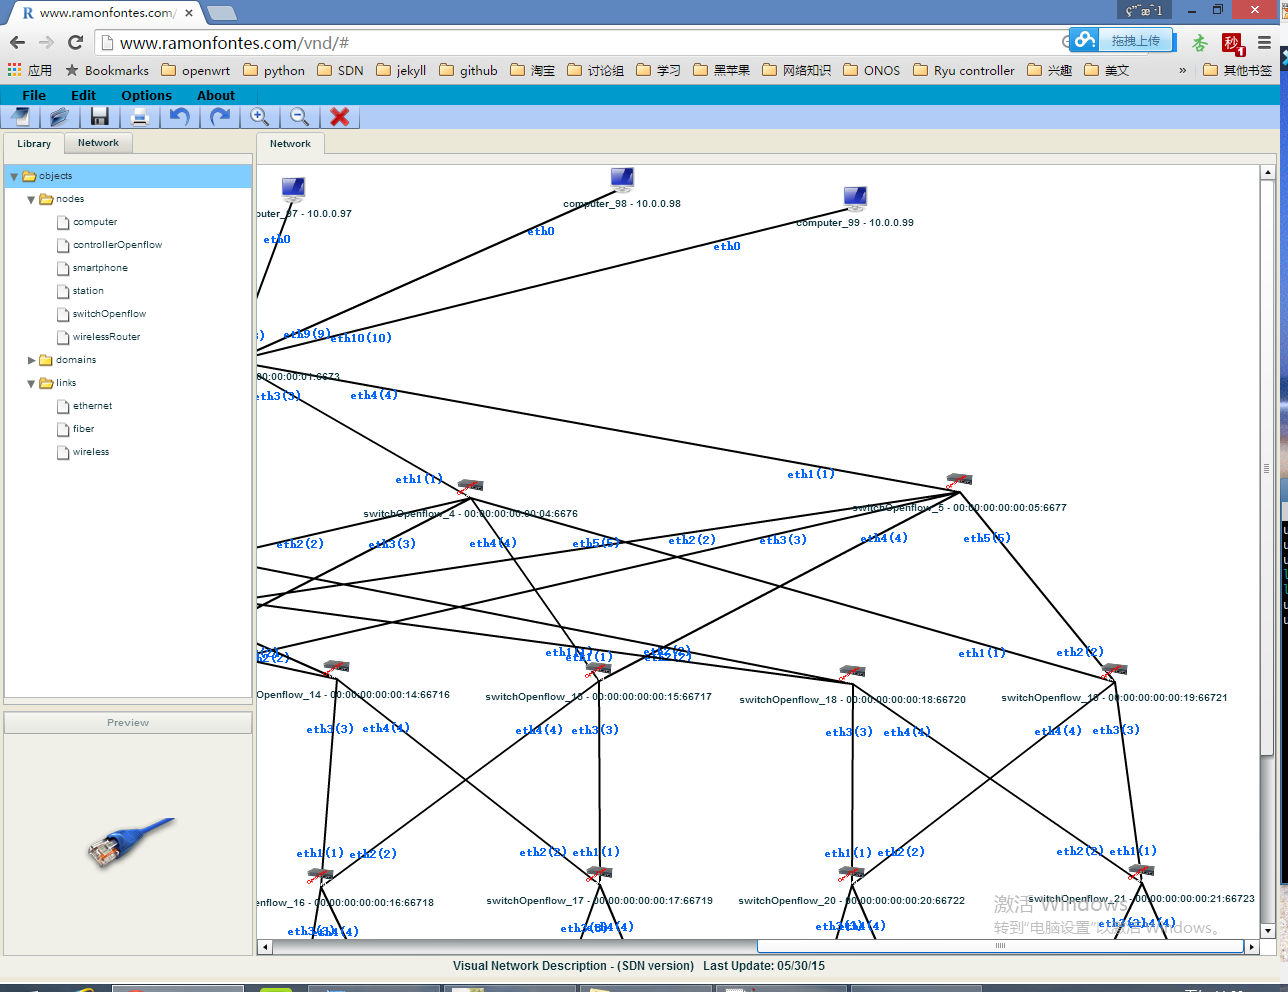 R www.ramonfontes.com/ ×
www.ramonfontes.com/vnd/#
拖拽上传
应用 Bookmarks openwrt python SDN jekyll github 淘宝 讨论组 学习 黑苹果 网络知识 ONOS Ryu controller 兴趣 美文 » 其他书签
File Edit Options About
Library Network
Network
objects
nodes
computer
controllerOpenflow
smartphone
station
switchOpenflow
wirelessRouter
domains
links
ethernet
fiber
wireless
Preview
computer_98 - 10.0.0.98
puter_97 - 10.0.0.97
computer_99 - 10.0.0.99
eth0
eth0
eth0
eth9(9)
eth10(10)
00:00:00:01:6673
eth3(3)
eth4(4)
eth1(1)
eth1(1)
switchOpenflow_4 - 00:00:00:00:00:04:6676
switchOpenflow_5 - 00:00:00:00:00:05:6677
eth2(2) eth3(3) eth4(4) eth5(5) eth2(2) eth3(3) eth4(4) eth5(5)
eth1(1) eth2(2) eth1(1) eth2(2)
eth1(1) eth2(2)
Openflow_14 - 00:00:00:00:00:14:66716
switchOpenflow_15 - 00:00:00:00:00:15:66717
switchOpenflow_18 - 00:00:00:00:00:18:66720
switchOpenflow_19 - 00:00:00:00:00:19:66721
eth3(3) eth4(4) eth4(4) eth3(3) eth3(3) eth4(4) eth4(4) eth3(3)
eth1(1) eth2(2) eth2(2) eth1(1) eth1(1) eth2(2) eth2(2) eth1(1)
enflow_16 - 00:00:00:00:00:16:66718
switchOpenflow_17 - 00:00:00:00:00:17:66719
switchOpenflow_20 - 00:00:00:00:00:20:66722
switchOpenflow_21 - 00:00:00:00:00:21:66723
eth3(3) eth4(4) eth3(3) eth4(4) eth3(3) eth4(4) eth3(3) eth4(4)
激活 Windows
转到“电脑设置”以激活 Windows。
Visual Network Description - (SDN version) Last Update: 05/30/15